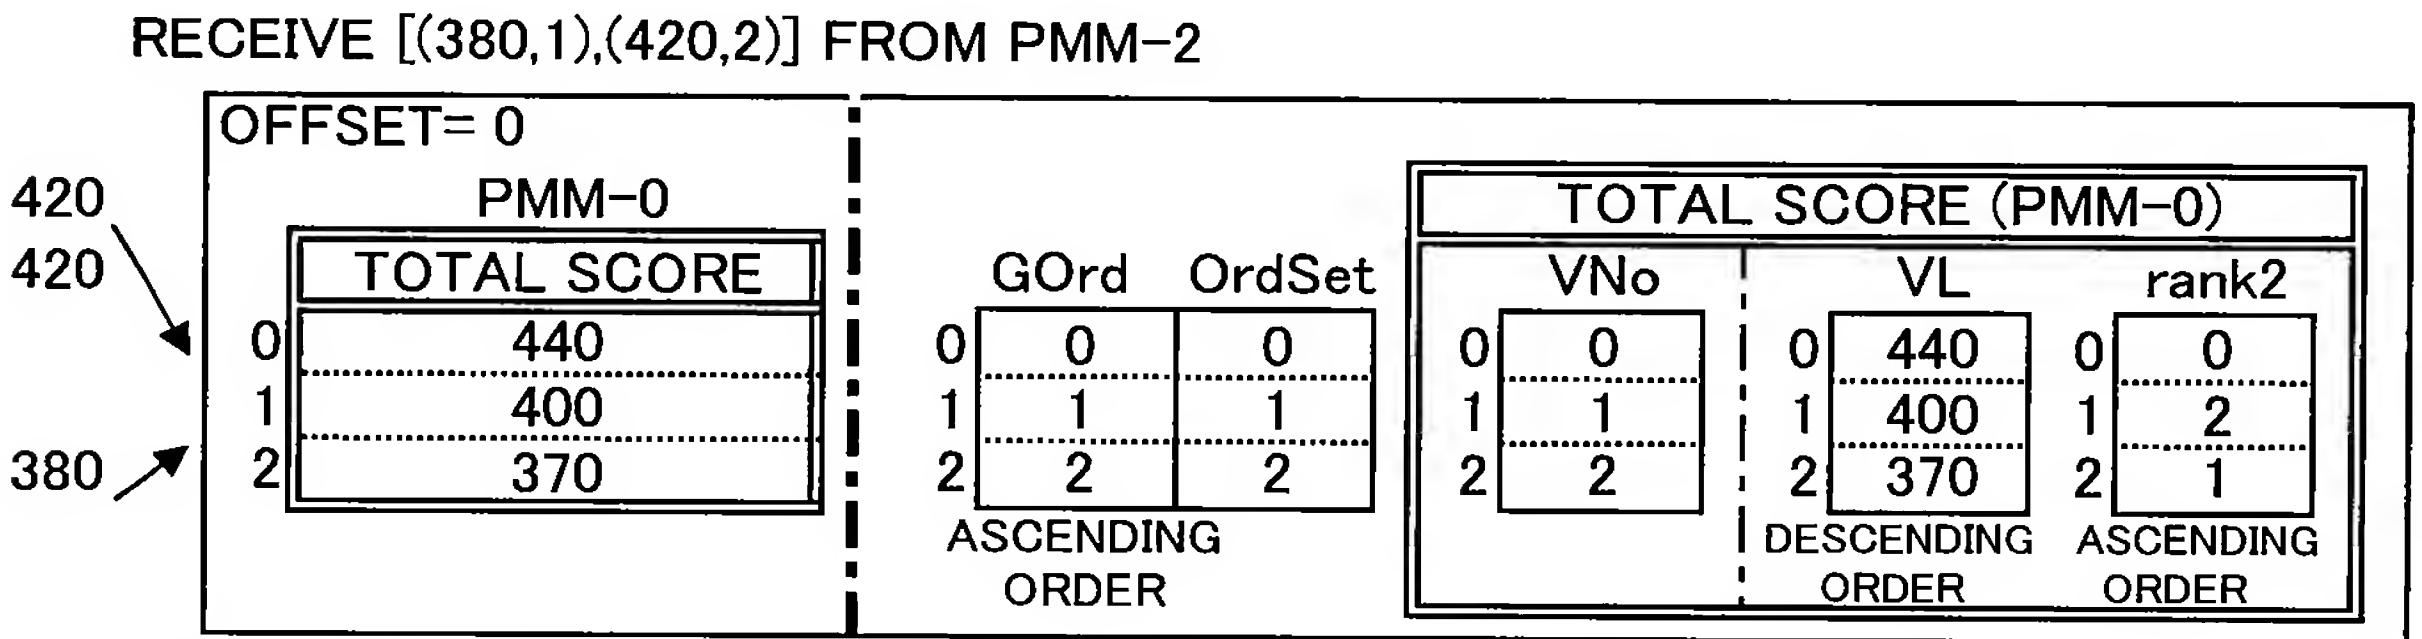 RECEIVE [(380,1),(420,2)] FROM PMM-2
OFFSET= 0
420
PMM-0
TOTAL SCORE (PMM-0)
420
TOTAL SCORE
GOrd OrdSet
VNo VL rank2
0 440 0 0 0 0 0 0 440 0 0
1 400 1 1 1 1 1 1 400 1 2
380 2 370 2 2 2 2 2 2 370 2 1
ASCENDING DESCENDING ASCENDING
ORDER ORDER ORDER